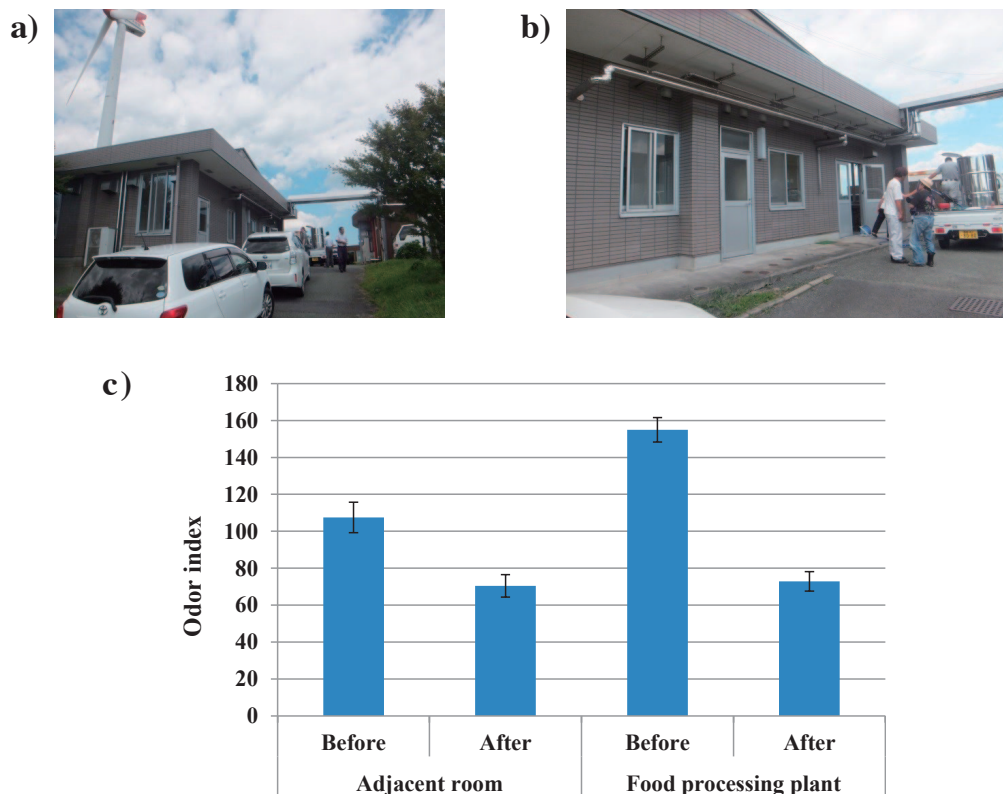 a)
b)
c)
180
160
140
120
100
80
60
40
20
0
Odor index
Before
After
Before
After
Adjacent room
Food processing plant